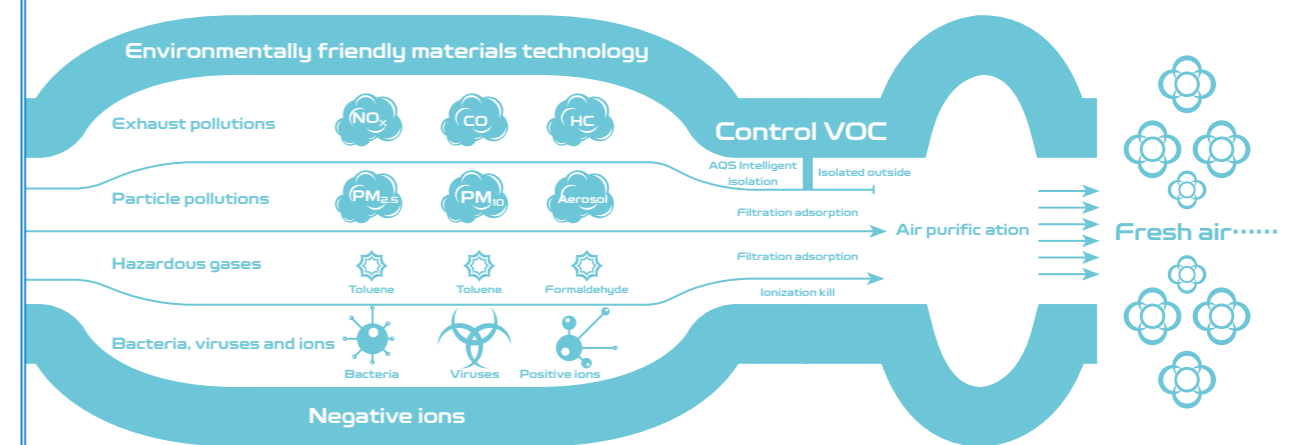 Environmentally friendly materials technology
Exhaust pollutions
NOx
CO
HC
Control VOC
AQS Intelligent
isolation
Isolated outside
Particle pollutions
PM2.5
PM10
Aerosol
Filtration adsorption
Air purific ation
Fresh air······
Hazardous gases
Toluene
Toluene
Formaldehyde
Filtration adsorption
Ionization kill
Bacteria, viruses and ions
Bacteria
Viruses
Positive ions
Negative ions